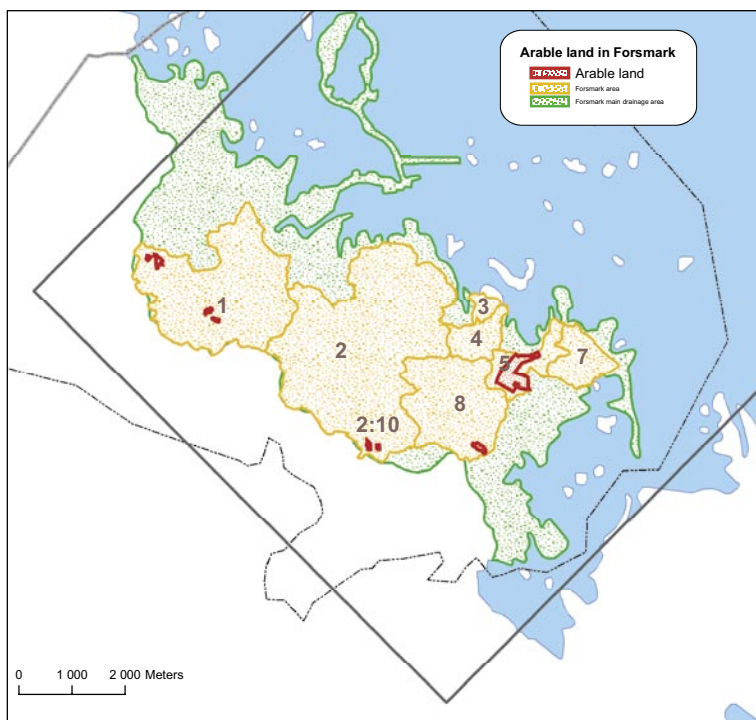 Arable land in Forsmark
Arable land
Forsmark area
Forsmark main drainage area
1
3
4
2
5
7
8
2:10
0 1 000 2 000 Meters